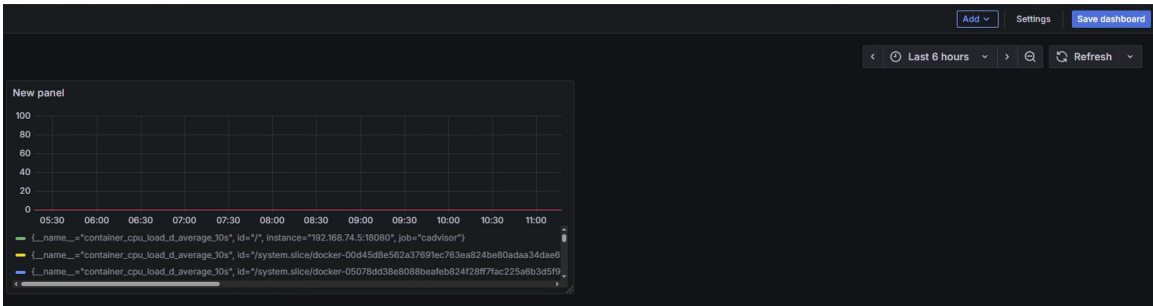 Add
Settings
Save dashboard
Last 6 hours
Refresh
New panel
100
80
60
40
20
0
05:30 06:00 06:30 07:00 07:30 08:00 08:30 09:00 09:30 10:00 10:30 11:00
{__name__="container_cpu_load_d_average_10s", id="/", instance="192.168.74.5:18080", job="cadvisor"}
{__name__="container_cpu_load_d_average_10s", id="/system.slice/docker-00d45d8e562a37691ec763ea824be80adaa34dae6
{__name__="container_cpu_load_d_average_10s", id="/system.slice/docker-05078dd38e8088beafeb824f28ff7fac225a6b3d5f9